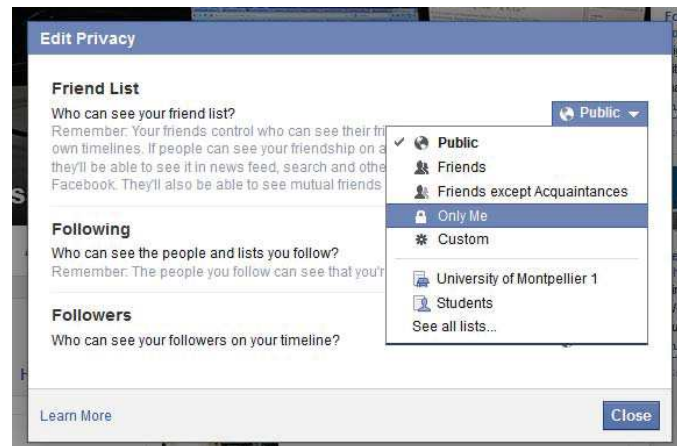 Edit Privacy
Friend List
Who can see your friend list?
Public
Remember: Your friends control who can see their
own timelines. If people can see your friendship on
they'll be able to see it in news feed, search and
Facebook. They'll also be able to see mutual friends
Public
Friends
Friends except Acquaintances
Only Me
Custom
University of Montpellier 1
Students
See all lists...
Following
Who can see the people and lists you follow?
Remember: The people you follow can see that
Followers
Who can see your followers on your timeline?
Learn More
Close